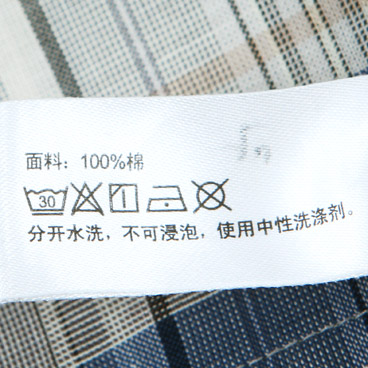 面料：100%棉
30
分开水洗，不可浸泡，使用中性洗涤剂。